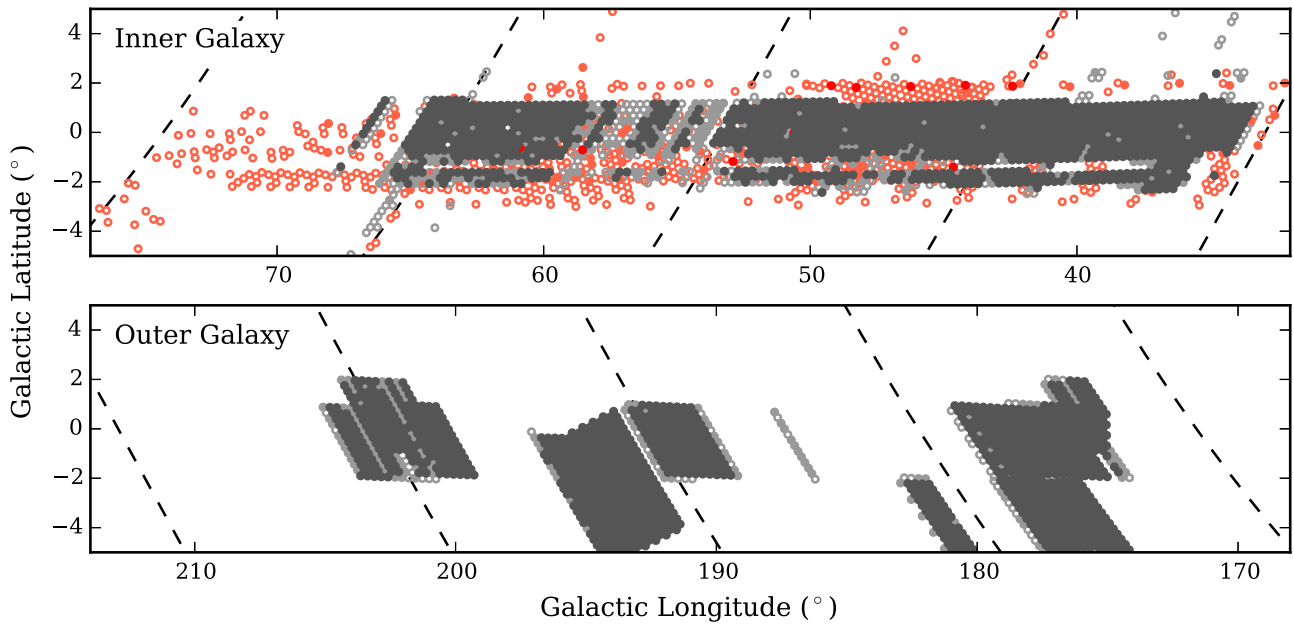 Galactic Latitude (°)
Inner Galaxy
4
2
0
−2
−4
70 60 50 40
Outer Galaxy
4
2
0
−2
−4
210 200 190 180 170
Galactic Longitude (°)